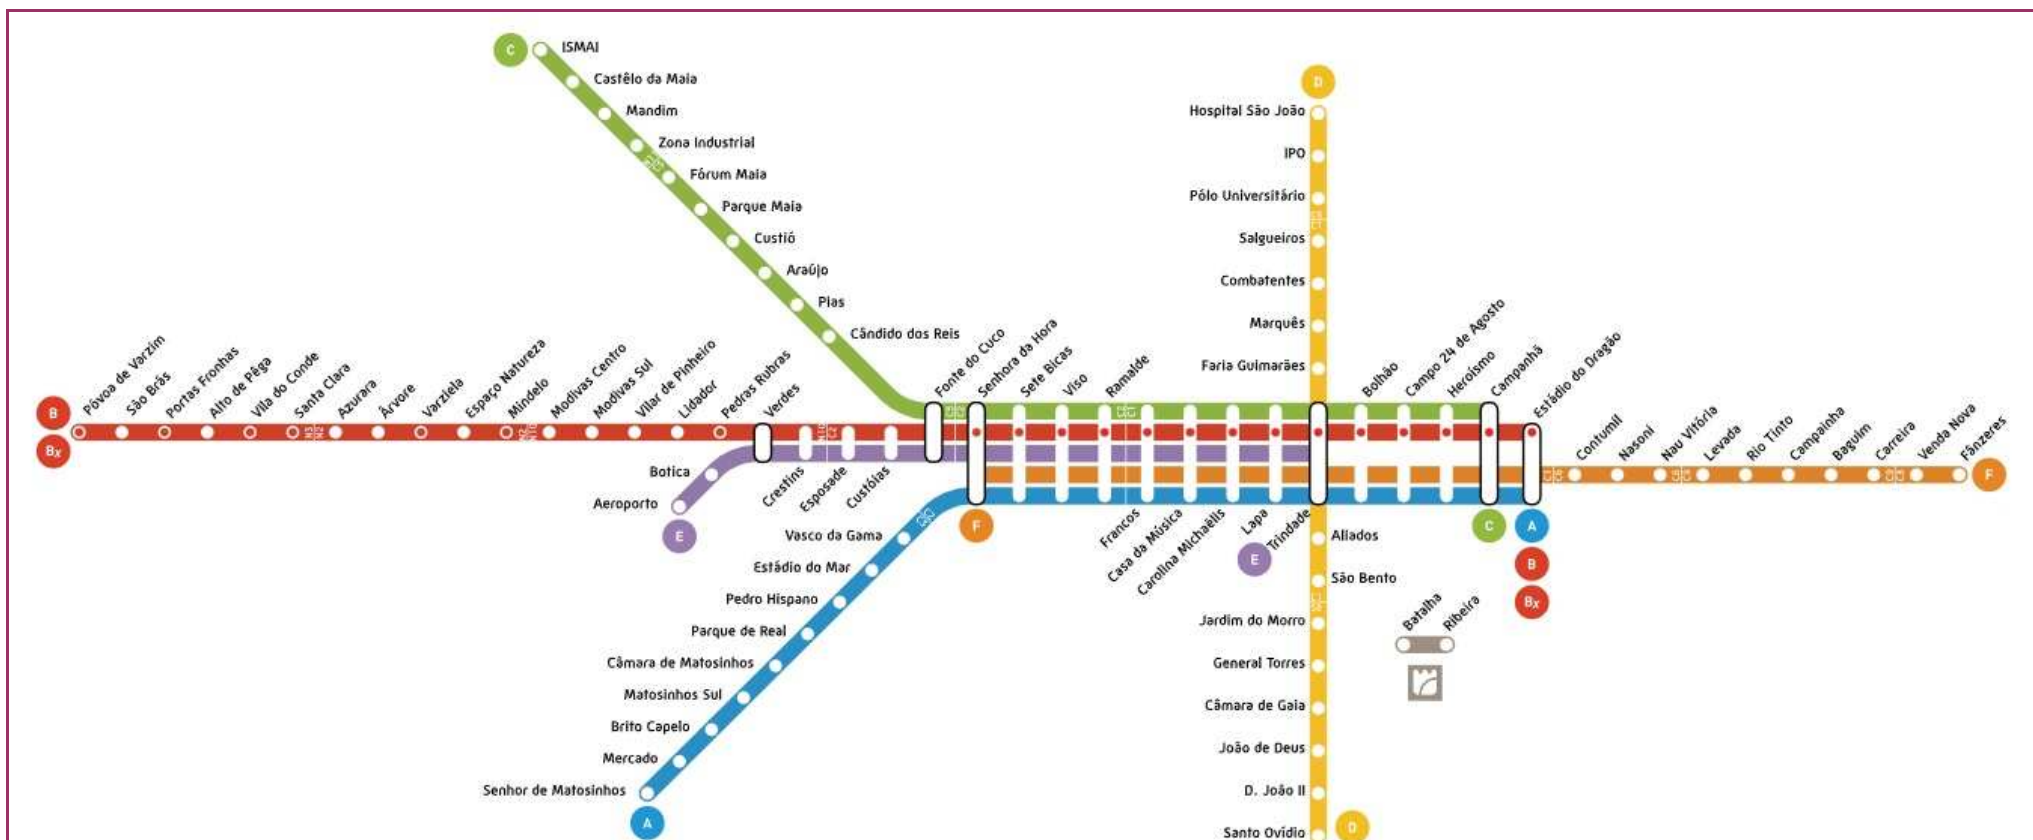 C
ISMAI
Castêlo da Maia
Mandim
Zona Industrial
Fórum Maia
Parque Maia
Custió
Araújo
Pias
Cândido dos Reis
D
Hospital São João
IPO
Pólo Universitário
Salgueiros
Combatentes
Marquês
Faria Guimarães
B
Bx
Póvoa de Varzim
São Brás
Portas Fronhas
Alto de Pêga
Vila do Conde
Santa Clara
Azurara
Árvore
Varziela
Espaço Natureza
Mindelo
Modivas Centro
Modivas Sul
Vilar de Pinheiro
Lidador
Pedras Rubras
Verdes
Fonte do Cuco
Senhora da Hora
Sete Bicas
Viso
Ramalde
Bolhão
Campo 24 de Agosto
Heroísmo
Campanhã
Estádio do Dragão
Contumil
Nasoni
Nau Vitória
Levada
Rio Tinto
Campainha
Baguim
Carreira
Venda Nova
Fânzeres
F
Botica
Aeroporto
E
Crestins
Esposade
Custóias
F
Francos
Casa da Música
Carolina Michaëlis
Lapa
E
Trindade
C
A
B
Bx
Vasco da Gama
Estádio do Mar
Pedro Hispano
Parque de Real
Câmara de Matosinhos
Matosinhos Sul
Brito Capelo
Mercado
Senhor de Matosinhos
A
Aliados
São Bento
Jardim do Morro
General Torres
Câmara de Gaia
João de Deus
D. João II
Santo Ovídio
D
Batalha
Ribeira